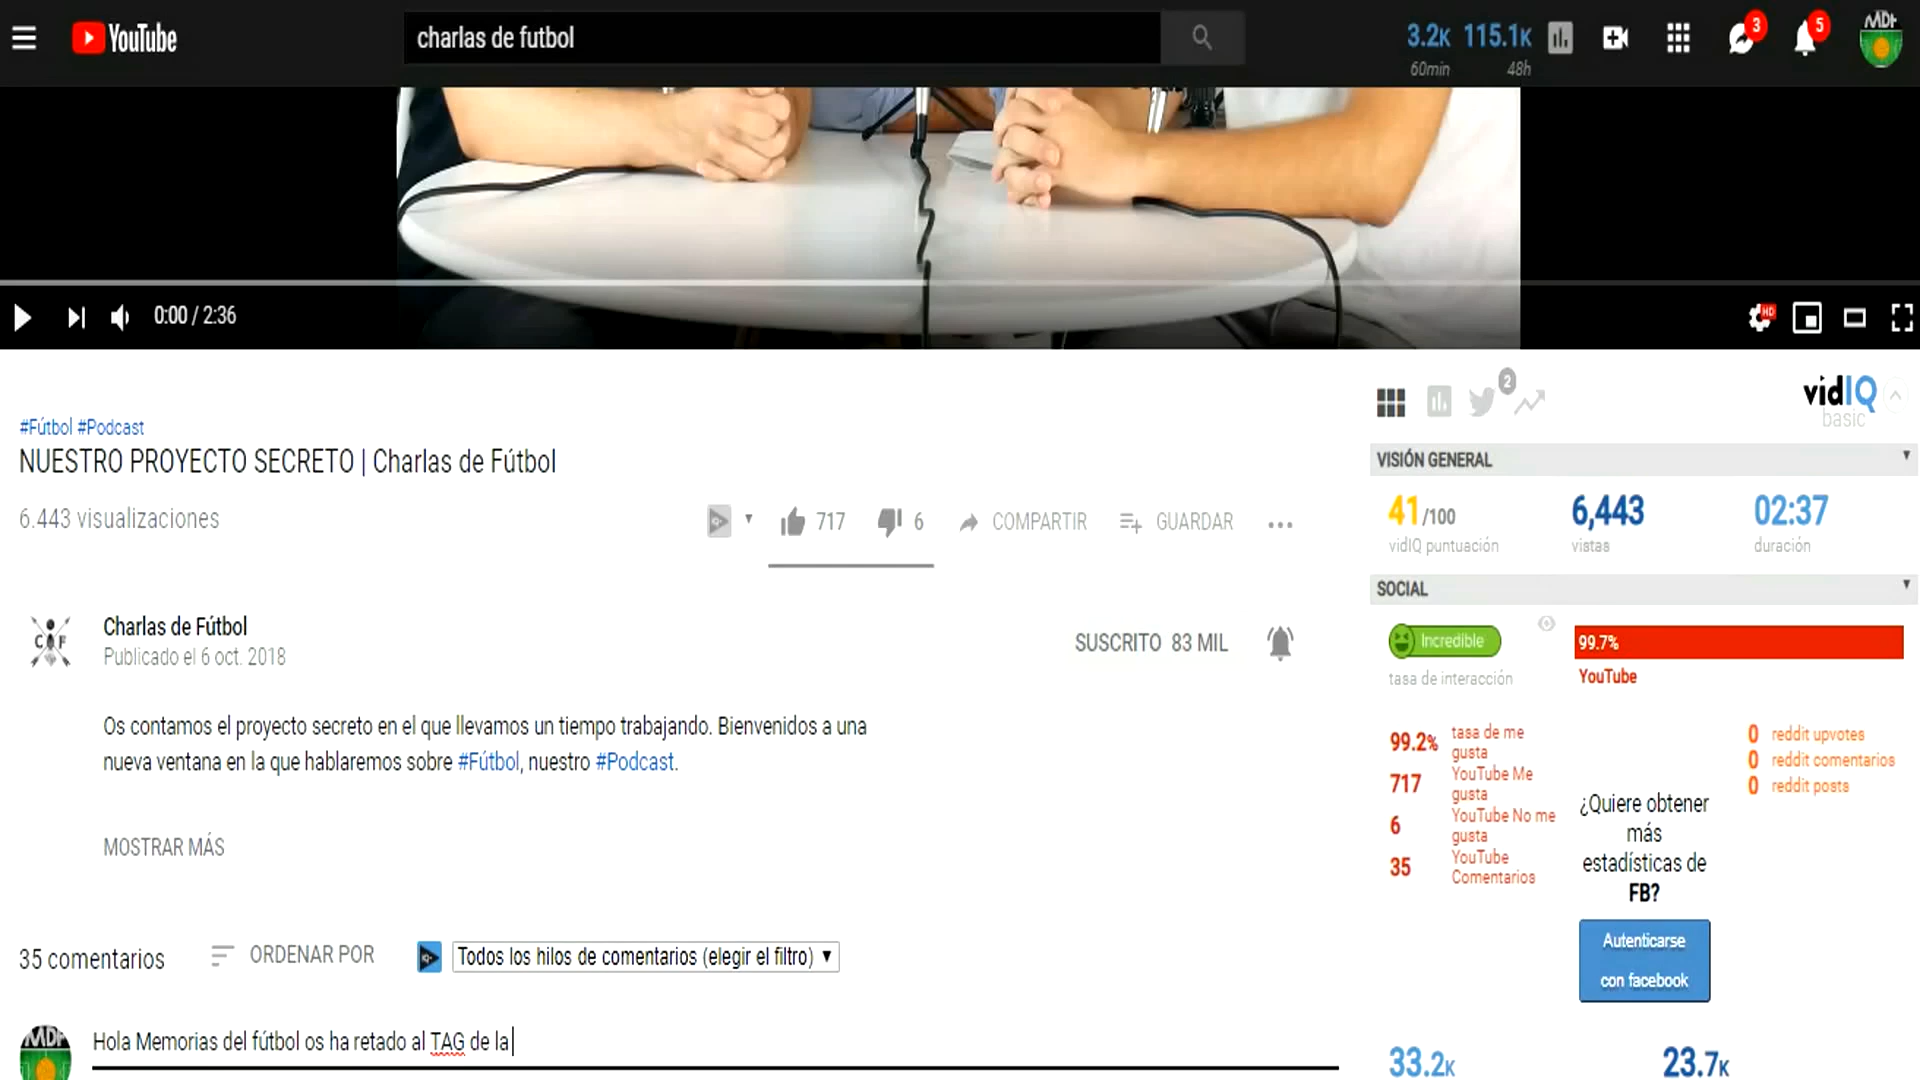 YouTube
charlas de futbol
3.2K 115.1K
60min 48h
3
5
MDF
0:00 / 2:36
HD
#Fútbol #Podcast
NUESTRO PROYECTO SECRETO | Charlas de Fútbol
6.443 visualizaciones
717
6
COMPARTIR
GUARDAR
C F
Charlas de Fútbol
Publicado el 6 oct. 2018
SUSCRITO 83 MIL
Os contamos el proyecto secreto en el que llevamos un tiempo trabajando. Bienvenidos a una
nueva ventana en la que hablaremos sobre #Fútbol, nuestro #Podcast.
MOSTRAR MÁS
35 comentarios
ORDENAR POR
Todos los hilos de comentarios (elegir el filtro)
MDF
Hola Memorias del fútbol os ha retado al TAG de la
2
vidIQ
basic
VISIÓN GENERAL
41/100
vidIQ puntuación
6,443
vistas
02:37
duración
SOCIAL
Incredible
tasa de interacción
99.7%
YouTube
99.2% tasa de me
gusta
717 YouTube Me
gusta
6 YouTube No me
gusta
35 YouTube
Comentarios
¿Quiere obtener
más
estadísticas de
FB?
Autenticarse
con facebook
0 reddit upvotes
0 reddit comentarios
0 reddit posts
33.2K
23.7K